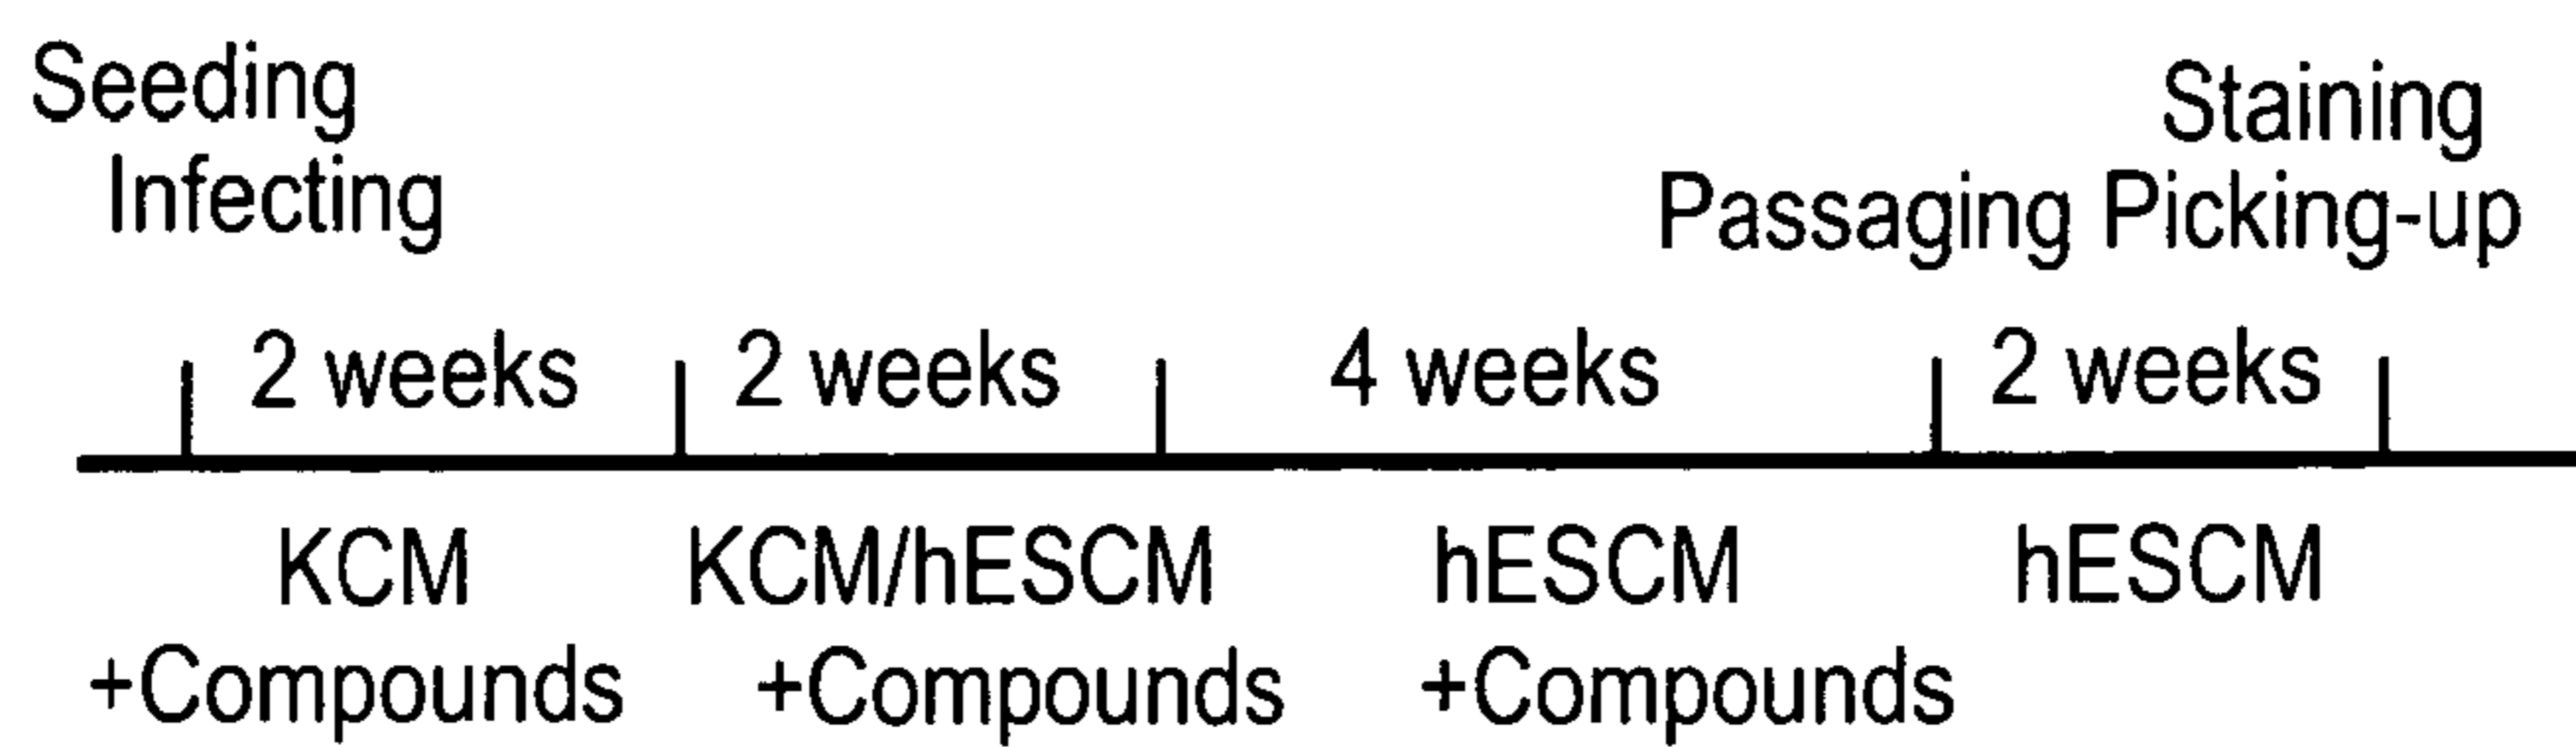 Seeding
Infecting
Staining
Passaging Picking-up
2 weeks 2 weeks 4 weeks 2 weeks
KCM KCM/hESCM hESCM hESCM
+Compounds +Compounds +Compounds